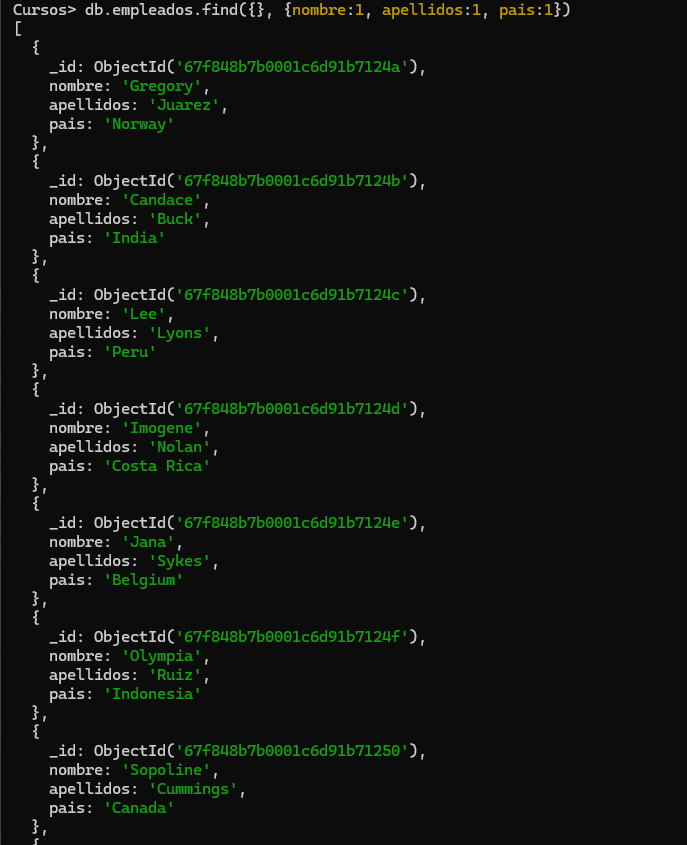 Cursos> db.empleados.find({}, {nombre:1, apellidos:1, pais:1})
[
  {
    _id: ObjectId('67f848b7b0001c6d91b7124a'),
    nombre: 'Gregory',
    apellidos: 'Juarez',
    pais: 'Norway'
  },
  {
    _id: ObjectId('67f848b7b0001c6d91b7124b'),
    nombre: 'Candace',
    apellidos: 'Buck',
    pais: 'India'
  },
  {
    _id: ObjectId('67f848b7b0001c6d91b7124c'),
    nombre: 'Lee',
    apellidos: 'Lyons',
    pais: 'Peru'
  },
  {
    _id: ObjectId('67f848b7b0001c6d91b7124d'),
    nombre: 'Imogene',
    apellidos: 'Nolan',
    pais: 'Costa Rica'
  },
  {
    _id: ObjectId('67f848b7b0001c6d91b7124e'),
    nombre: 'Jana',
    apellidos: 'Sykes',
    pais: 'Belgium'
  },
  {
    _id: ObjectId('67f848b7b0001c6d91b7124f'),
    nombre: 'Olympia',
    apellidos: 'Ruiz',
    pais: 'Indonesia'
  },
  {
    _id: ObjectId('67f848b7b0001c6d91b71250'),
    nombre: 'Sopoline',
    apellidos: 'Cummings',
    pais: 'Canada'
  },
  {